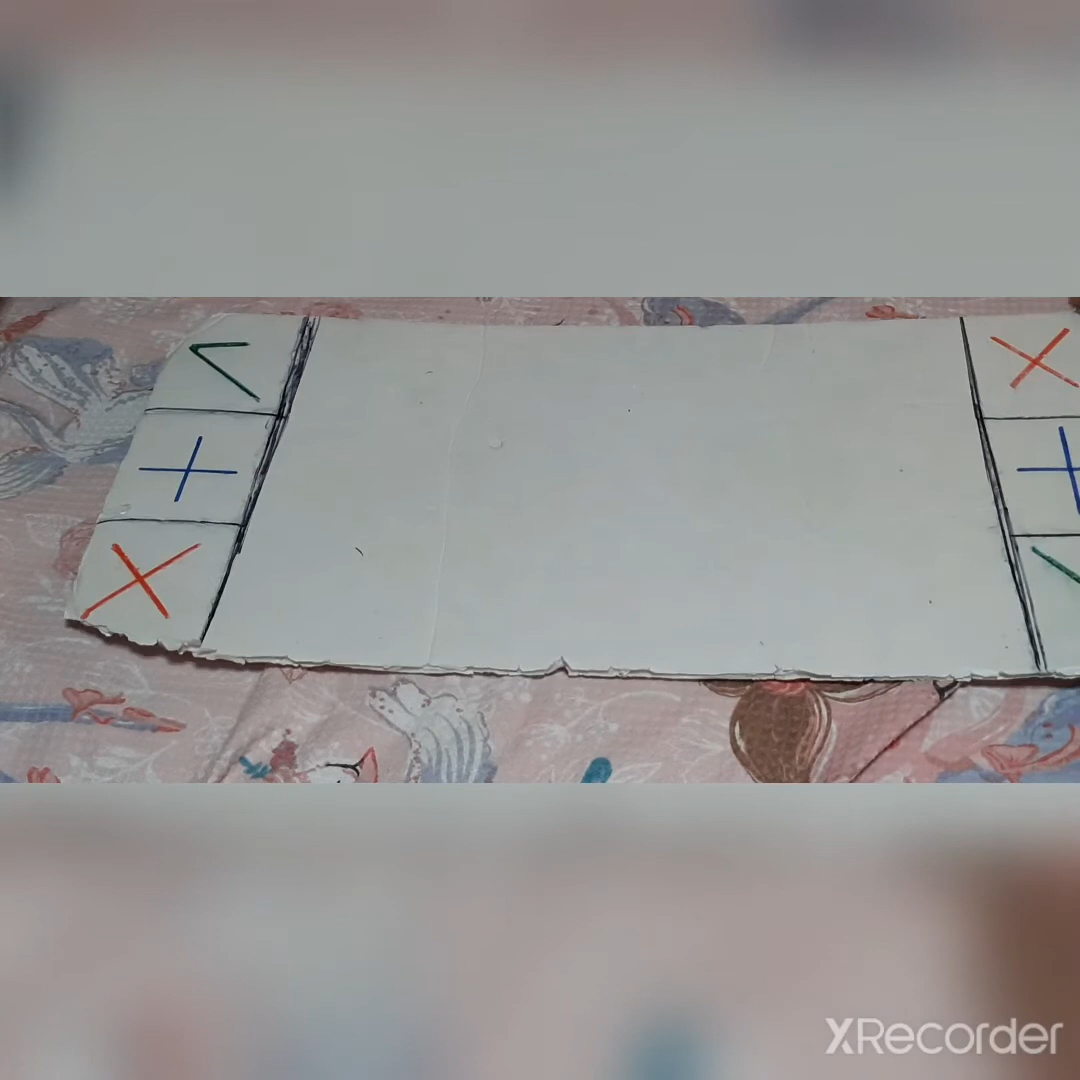 ✓ X
+ +
X ✓
XRecorder